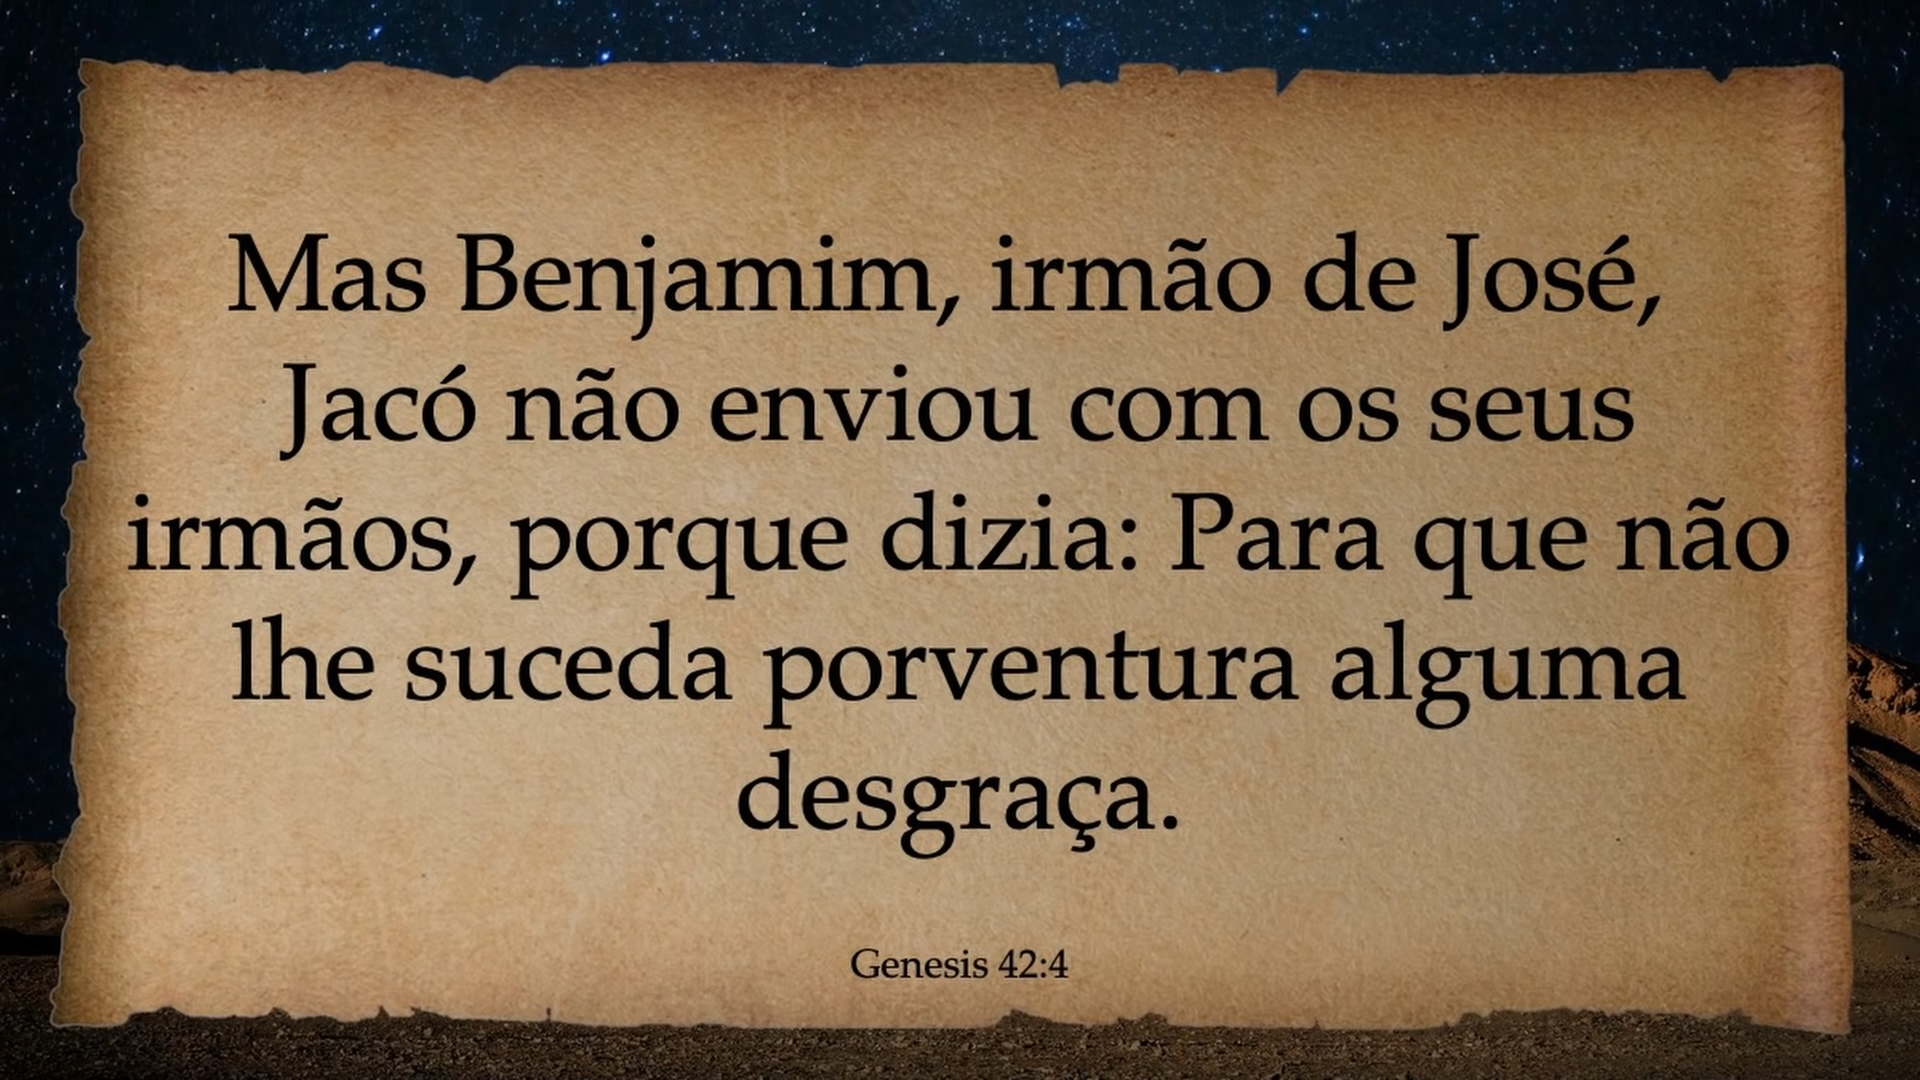 Mas Benjamim, irmão de José,
Jacó não enviou com os seus
irmãos, porque dizia: Para que não
lhe suceda porventura alguma
desgraça.
Genesis 42:4